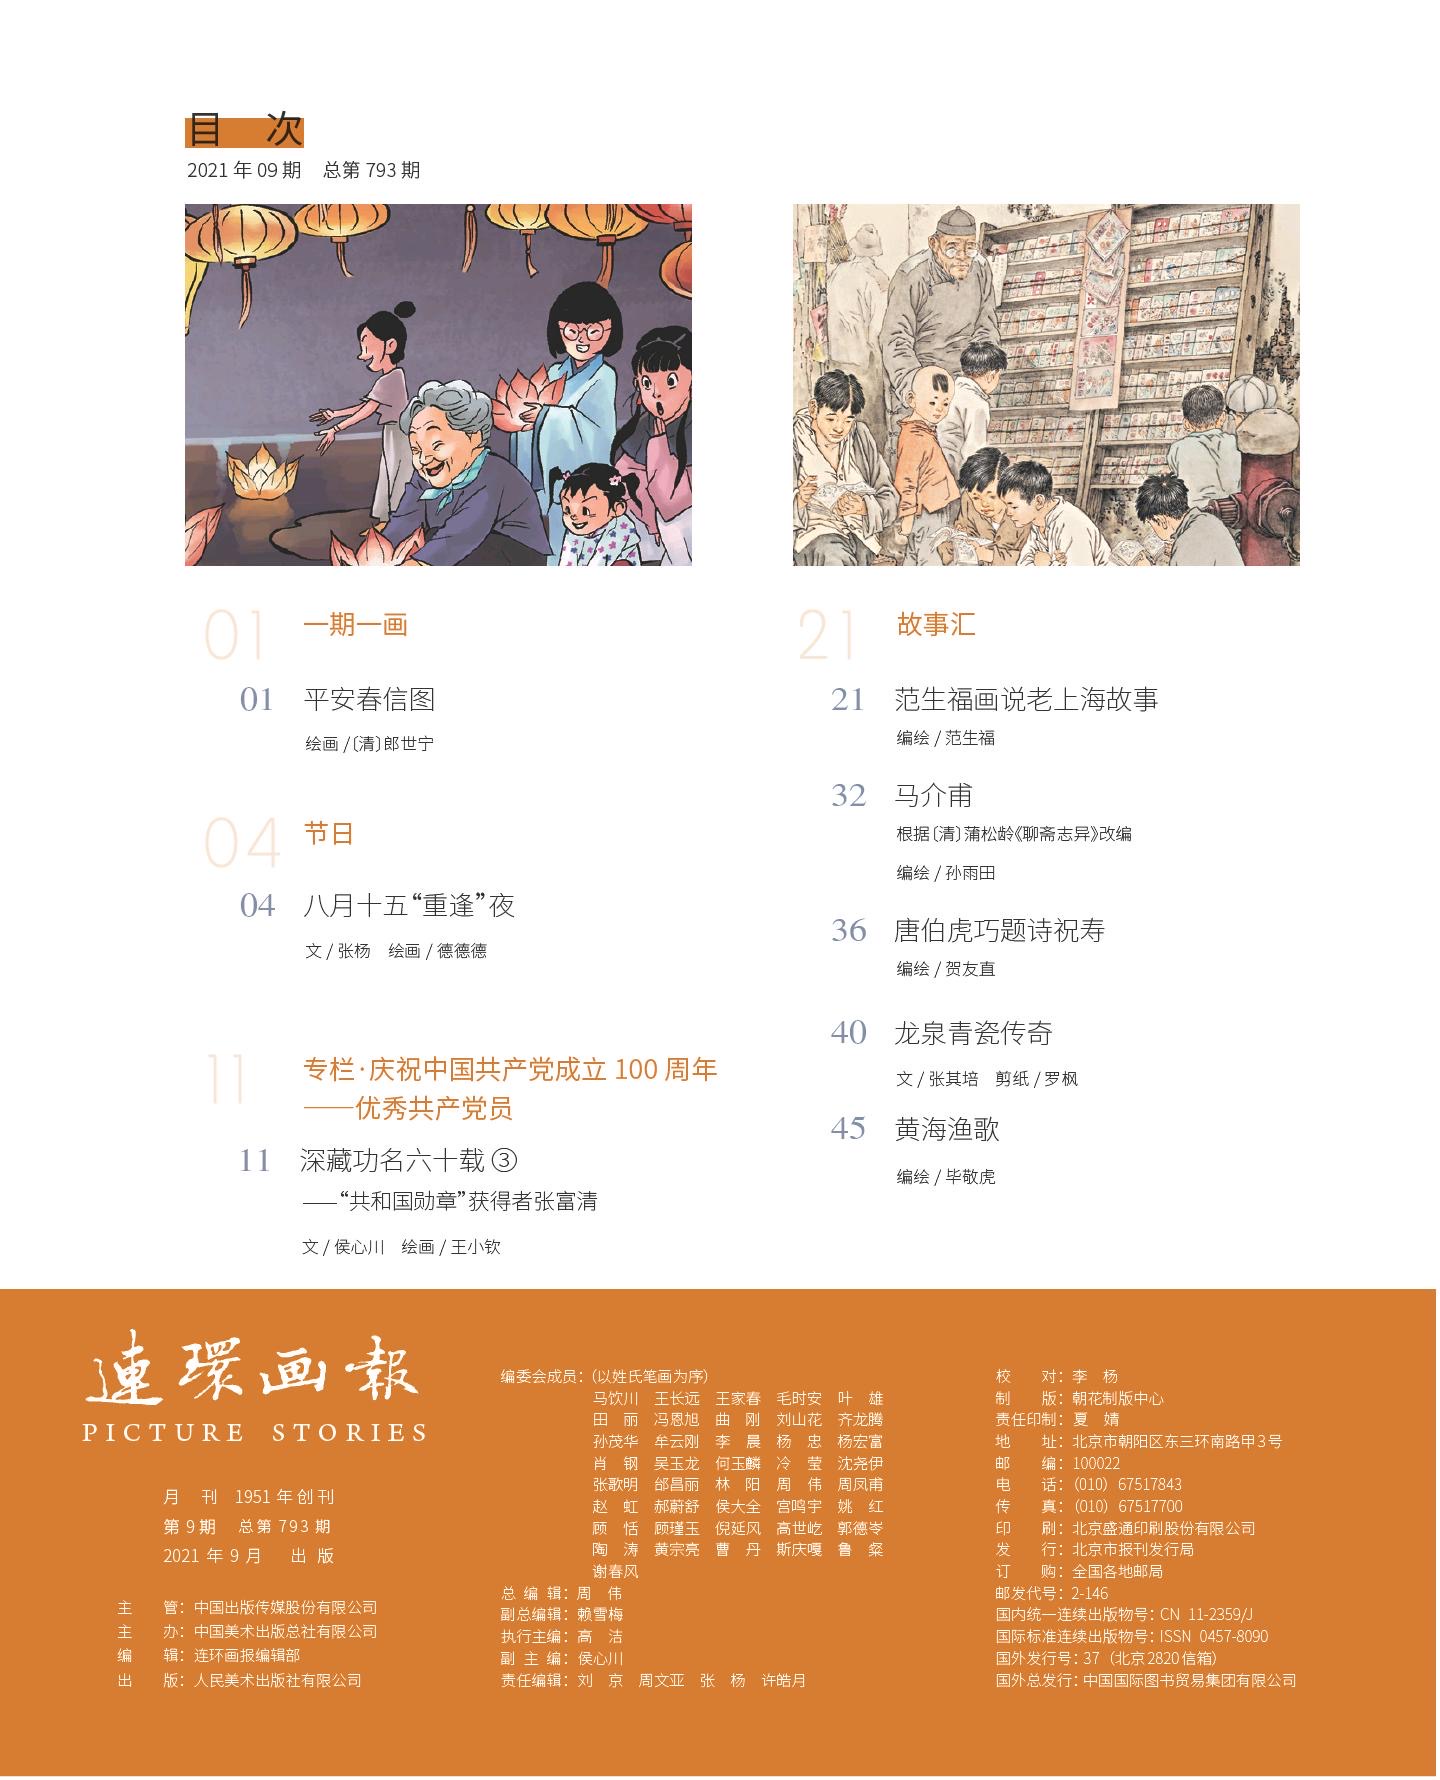 目 次
2021 年 09 期 总第 793 期
01 一期一画
01 平安春信图
绘画 /〔清〕郎世宁
04 节日
04 八月十五“重逢”夜
文 / 张杨 绘画 / 德德德
11 专栏·庆祝中国共产党成立 100 周年
——优秀共产党员
11 深藏功名六十载 ③
——“共和国勋章”获得者张富清
文 / 侯心川 绘画 / 王小钦
21 故事汇
21 范生福画说老上海故事
编绘 / 范生福
32 马介甫
根据〔清〕蒲松龄《聊斋志异》改编
编绘 / 孙雨田
36 唐伯虎巧题诗祝寿
编绘 / 贺友直
40 龙泉青瓷传奇
文 / 张其培 剪纸 / 罗枫
45 黄海渔歌
编绘 / 毕敬虎
連環画報
PICTURE STORIES
月 刊 1951 年创刊
第 9 期 总第 793 期
2021 年 9 月 出 版
主 管：中国出版传媒股份有限公司
主 办：中国美术出版总社有限公司
编 辑：连环画报编辑部
出 版：人民美术出版社有限公司
编委会成员：（以姓氏笔画为序）
马饮川 王长远 王家春 毛时安 叶 雄
田 丽 冯恩旭 曲 刚 刘山花 齐龙腾
孙茂华 牟云刚 李 晨 杨 忠 杨宏富
肖 钢 吴玉龙 何玉麟 冷 莹 沈尧伊
张歌明 邰昌丽 林 阳 周 伟 周凤甫
赵 虹 郝蔚舒 侯大全 宫鸣宇 姚 红
顾 恬 顾瑾玉 倪延风 高世屹 郭德岺
陶 涛 黄宗亮 曹 丹 斯庆嘎 鲁 粲
谢春风
总 编 辑：周 伟
副总编辑：赖雪梅
执行主编：高 洁
副 主 编：侯心川
责任编辑：刘 京 周文亚 张 杨 许皓月
校 对：李 杨
制 版：朝花制版中心
责任印制：夏 婧
地 址：北京市朝阳区东三环南路甲3号
邮 编：100022
电 话：（010）67517843
传 真：（010）67517700
印 刷：北京盛通印刷股份有限公司
发 行：北京市报刊发行局
订 购：全国各地邮局
邮发代号：2-146
国内统一连续出版物号：CN 11-2359/J
国际标准连续出版物号：ISSN 0457-8090
国外发行号：37（北京2820信箱）
国外总发行：中国国际图书贸易集团有限公司